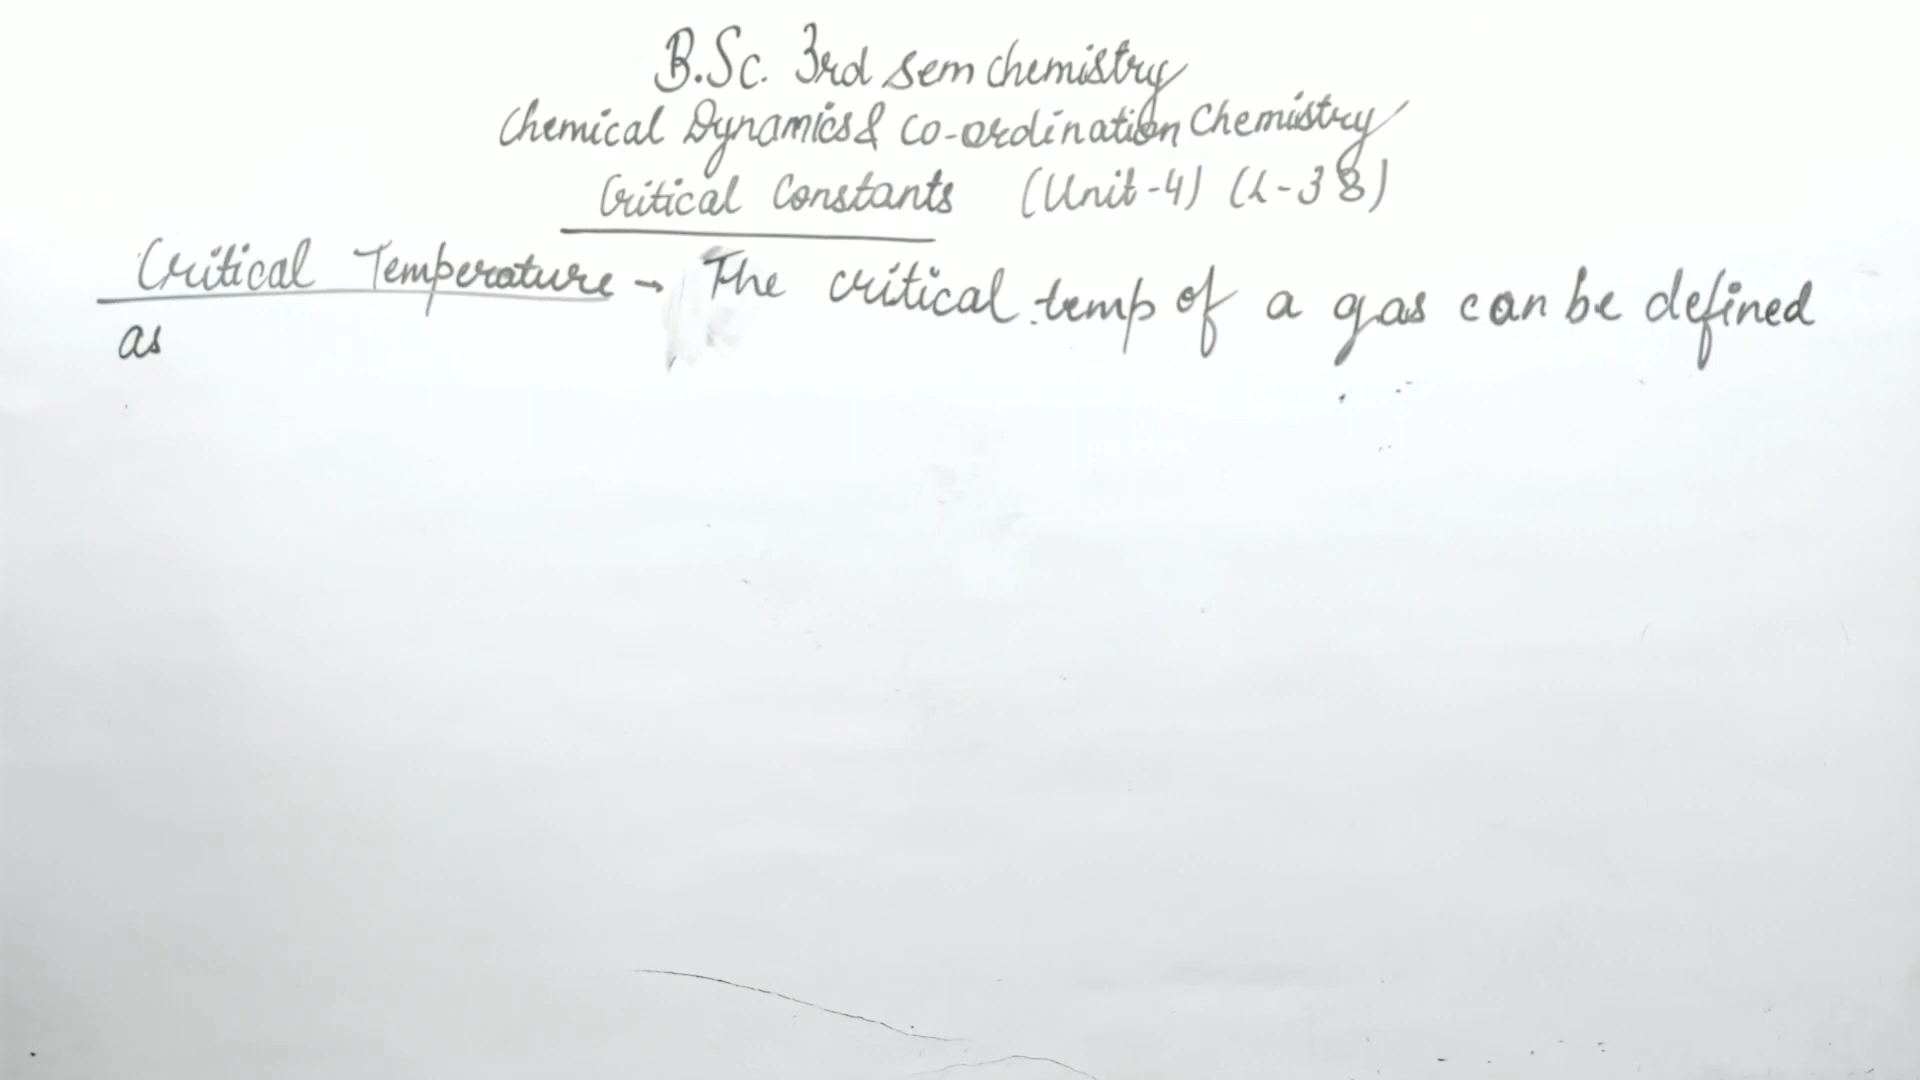 B.Sc. 3rd sem chemistry
Chemical Dynamics & Co-ordination Chemistry
Critical Constants (Unit-4) (L-38)
Critical Temperature → The critical temp of a gas can be defined
as